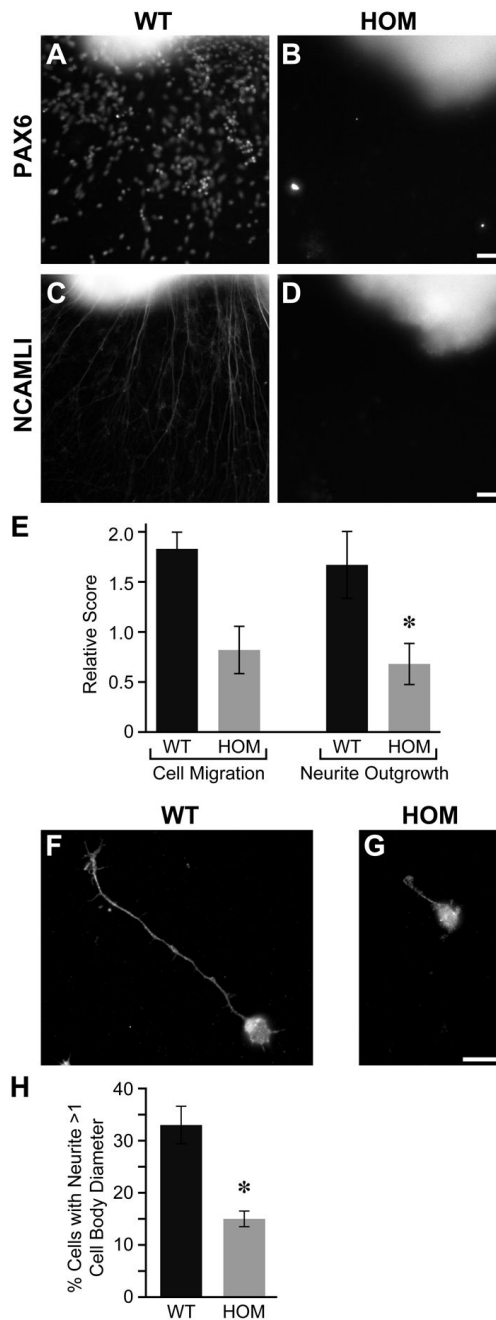 WT HOM
A B
PAX6
C D
NCAMLI
E
Relative Score
2.0
1.5
1.0
0.5
0
*
WT HOM WT HOM
Cell Migration Neurite Outgrowth
WT HOM
F G
H
% Cells with Neurite >1
Cell Body Diameter
40
30
20
15
10
0
*
WT HOM